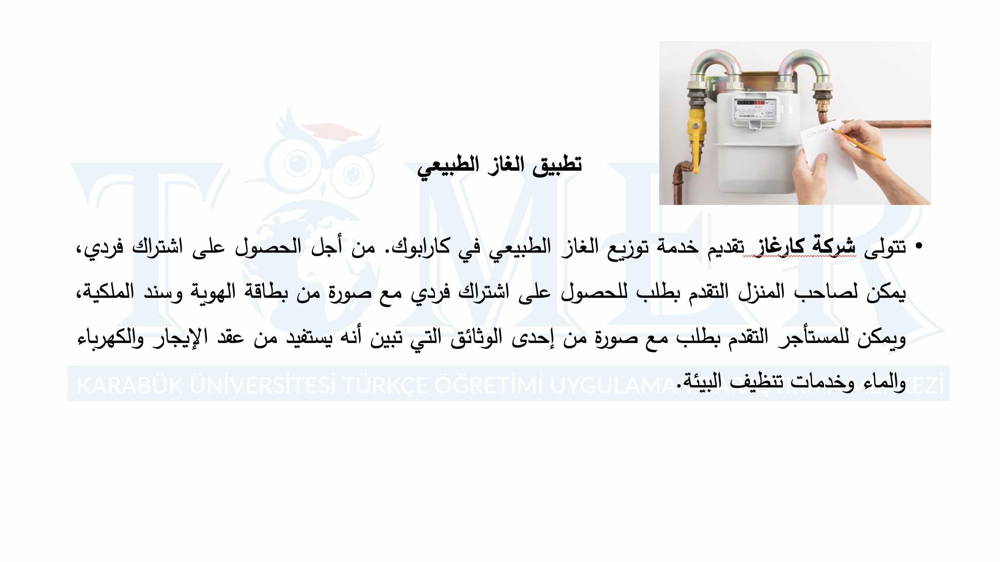 تطبيق الغاز الطبيعي
• تتولى شركة كارغاز تقديم خدمة توزيع الغاز الطبيعي في كارابوك. من أجل الحصول على اشتراك فردي،
يمكن لصاحب المنزل التقدم بطلب للحصول على اشتراك فردي مع صورة من بطاقة الهوية وسند الملكية،
ويمكن للمستأجر التقدم بطلب مع صورة من إحدى الوثائق التي تبين أنه يستفيد من عقد الإيجار والكهرباء
والماء وخدمات تنظيف البيئة.
TÖMER
KARABÜK ÜNİVERSİTESİ TÜRKÇE ÖĞRETİMİ UYGULAMA VE ARAŞTIRMA MERKEZİ